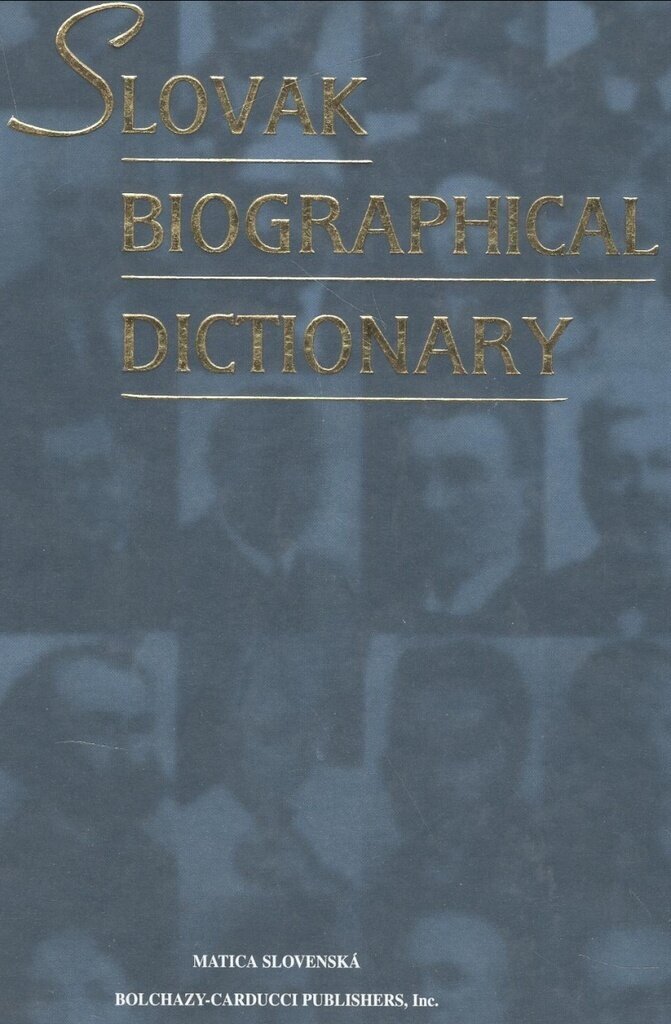 SLOVAK
BIOGRAPHICAL
DICTIONARY
MATICA SLOVENSKÁ
BOLCHAZY-CARDUCCI PUBLISHERS, Inc.